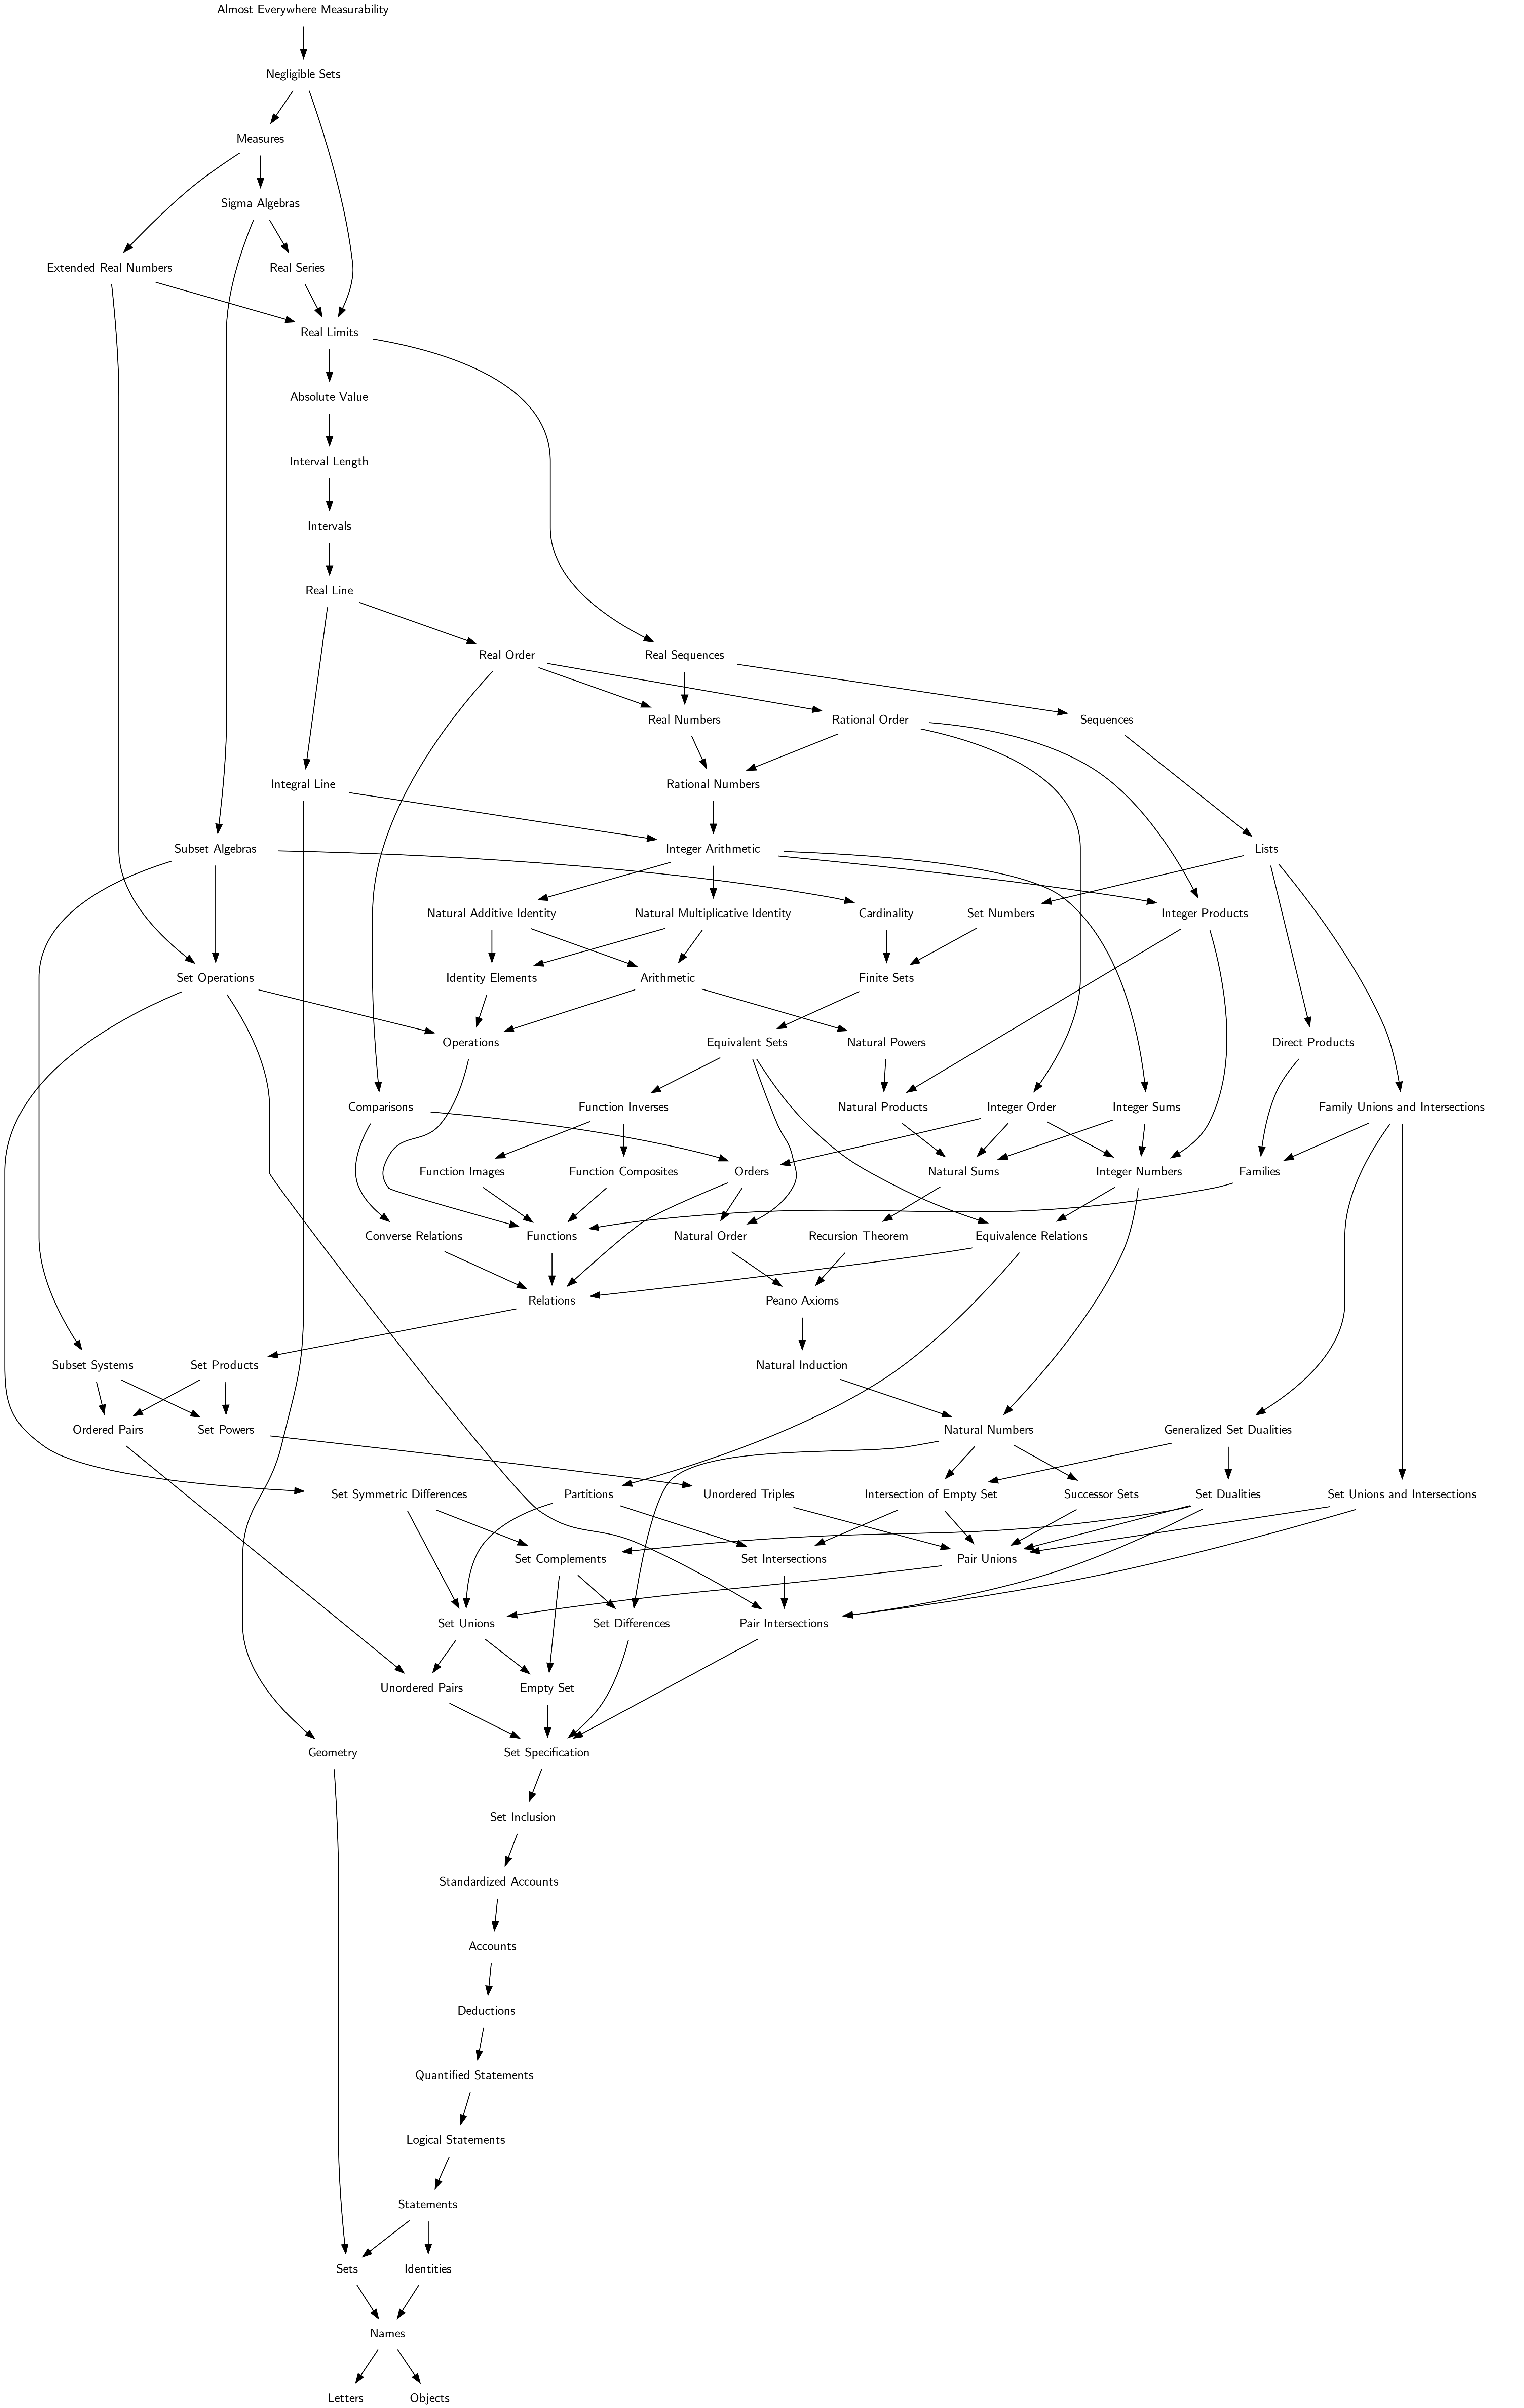 Almost Everywhere Measurability
Negligible Sets
Measures
Sigma Algebras
Extended Real Numbers
Real Series
Real Limits
Absolute Value
Interval Length
Intervals
Real Line
Real Order
Real Sequences
Real Numbers
Rational Order
Sequences
Integral Line
Rational Numbers
Subset Algebras
Integer Arithmetic
Lists
Natural Additive Identity
Natural Multiplicative Identity
Cardinality
Set Numbers
Integer Products
Set Operations
Identity Elements
Arithmetic
Finite Sets
Operations
Equivalent Sets
Natural Powers
Direct Products
Comparisons
Function Inverses
Natural Products
Integer Order
Integer Sums
Family Unions and Intersections
Function Images
Function Composites
Orders
Natural Sums
Integer Numbers
Families
Converse Relations
Functions
Natural Order
Recursion Theorem
Equivalence Relations
Relations
Peano Axioms
Subset Systems
Set Products
Natural Induction
Ordered Pairs
Set Powers
Natural Numbers
Generalized Set Dualities
Set Symmetric Differences
Partitions
Unordered Triples
Intersection of Empty Set
Successor Sets
Set Dualities
Set Unions and Intersections
Set Complements
Set Intersections
Pair Unions
Set Unions
Set Differences
Pair Intersections
Unordered Pairs
Empty Set
Geometry
Set Specification
Set Inclusion
Standardized Accounts
Accounts
Deductions
Quantified Statements
Logical Statements
Statements
Sets
Identities
Names
Letters
Objects